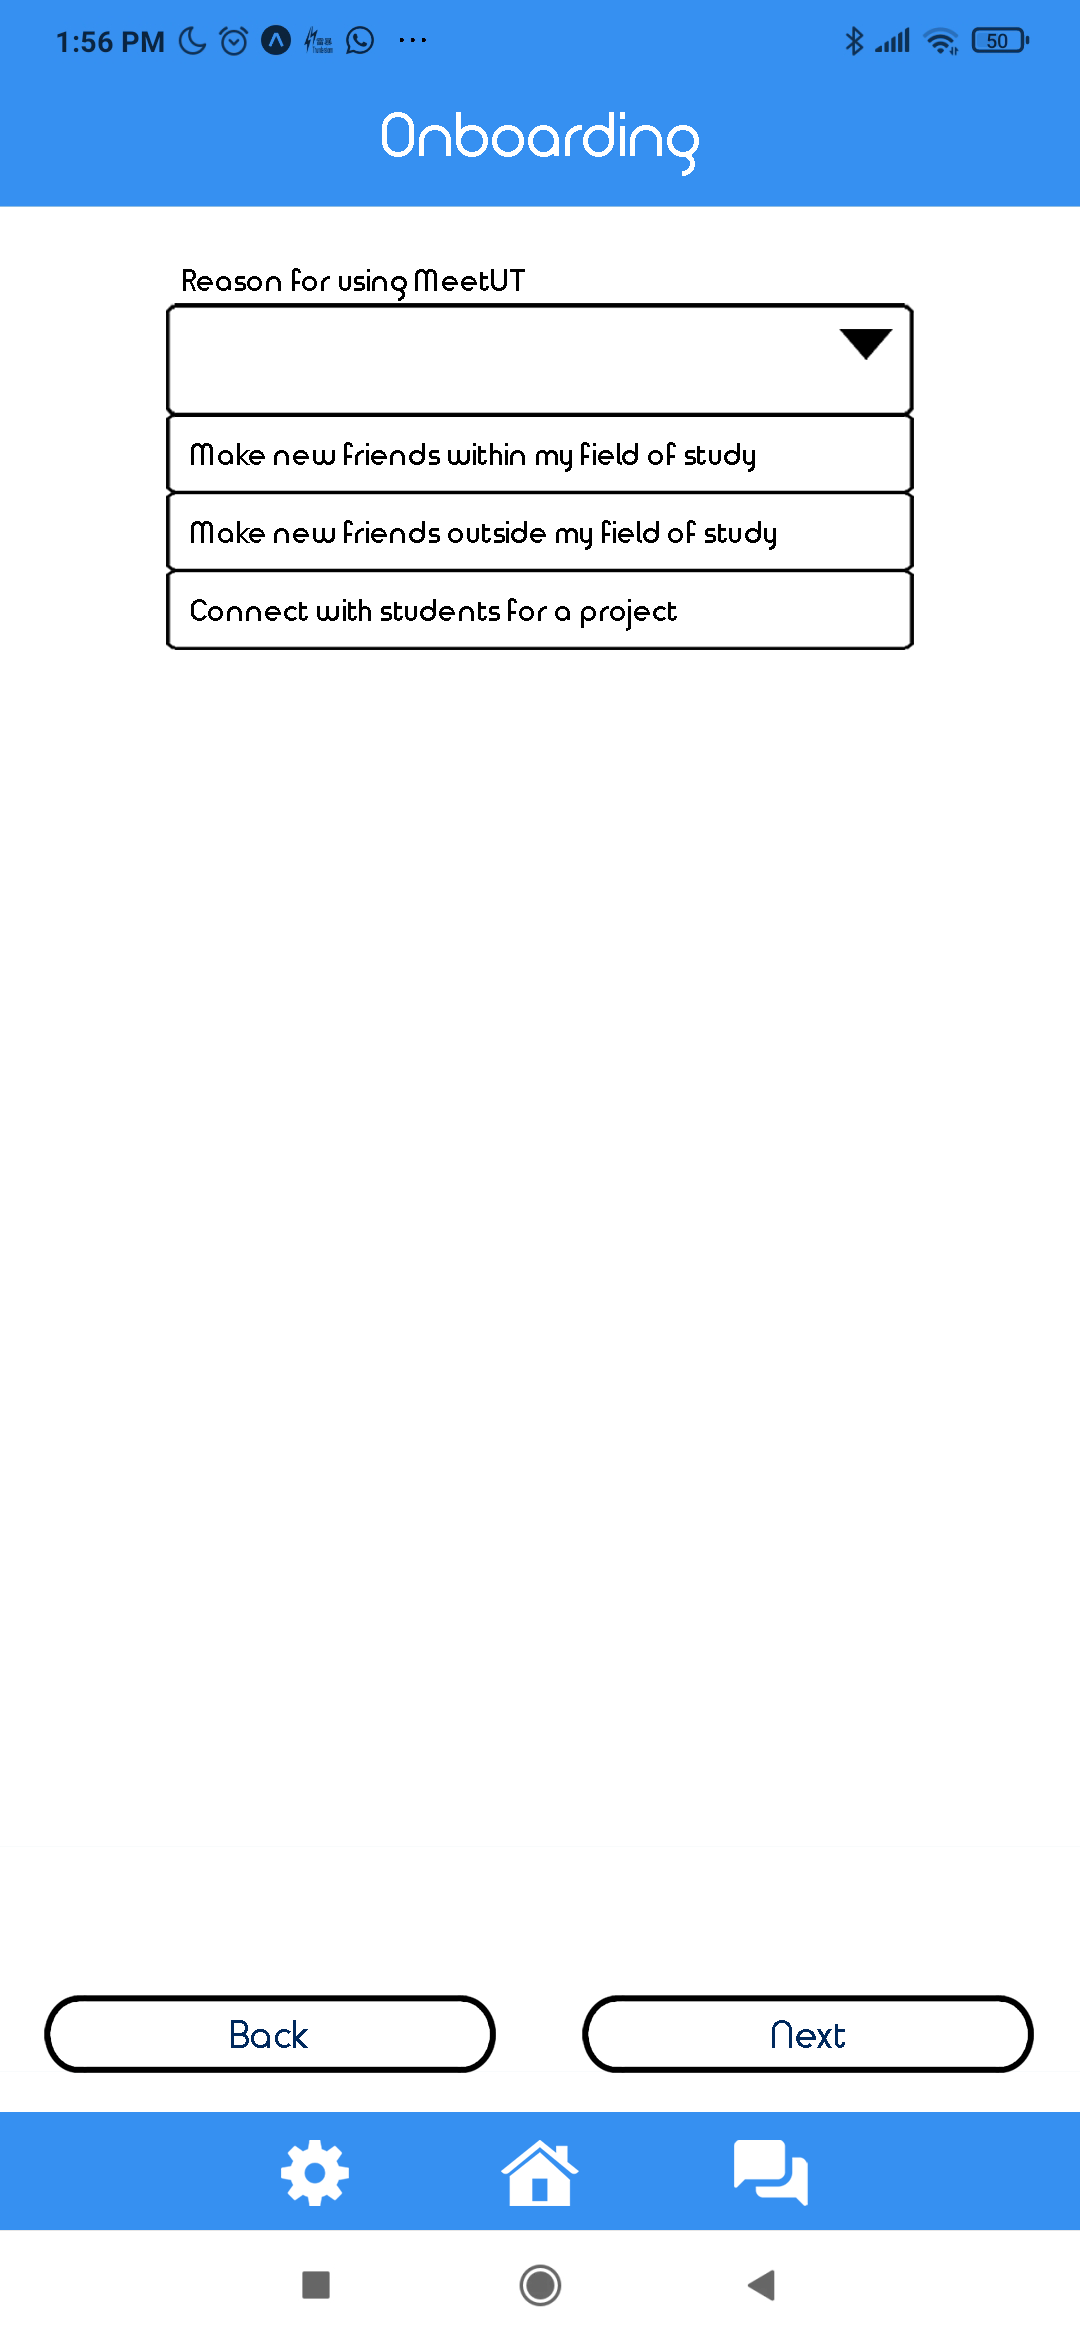 1:56 PM
50
Onboarding
Reason for using MeetUT
Make new friends within my field of study
Make new friends outside my field of study
Connect with students for a project
Back
Next